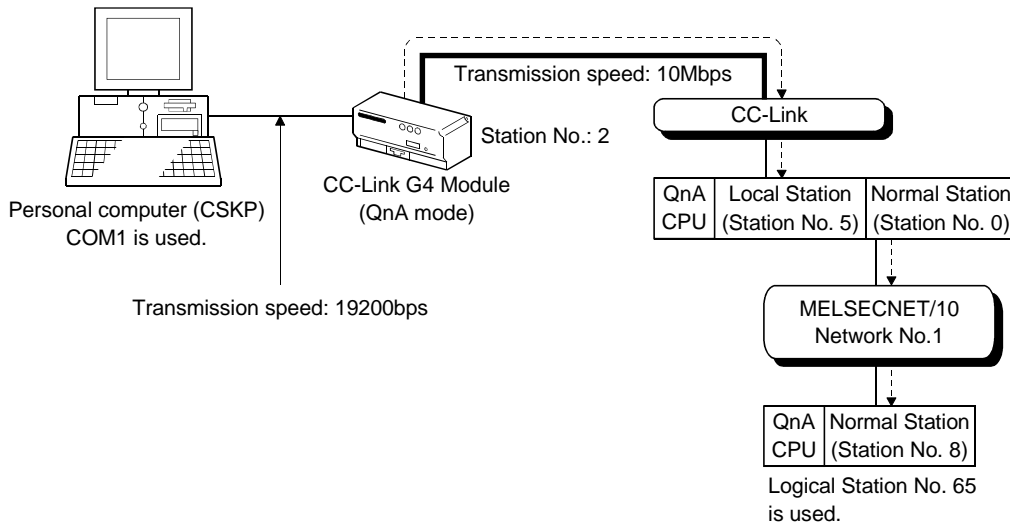 Transmission speed: 10Mbps
CC-Link
Station No.: 2
CC-Link G4 Module
(QnA mode)
Personal computer (CSKP)
COM1 is used.
QnA
CPU
Local Station
(Station No. 5)
Normal Station
(Station No. 0)
Transmission speed: 19200bps
MELSECNET/10
Network No.1
QnA
CPU
Normal Station
(Station No. 8)
Logical Station No. 65
is used.